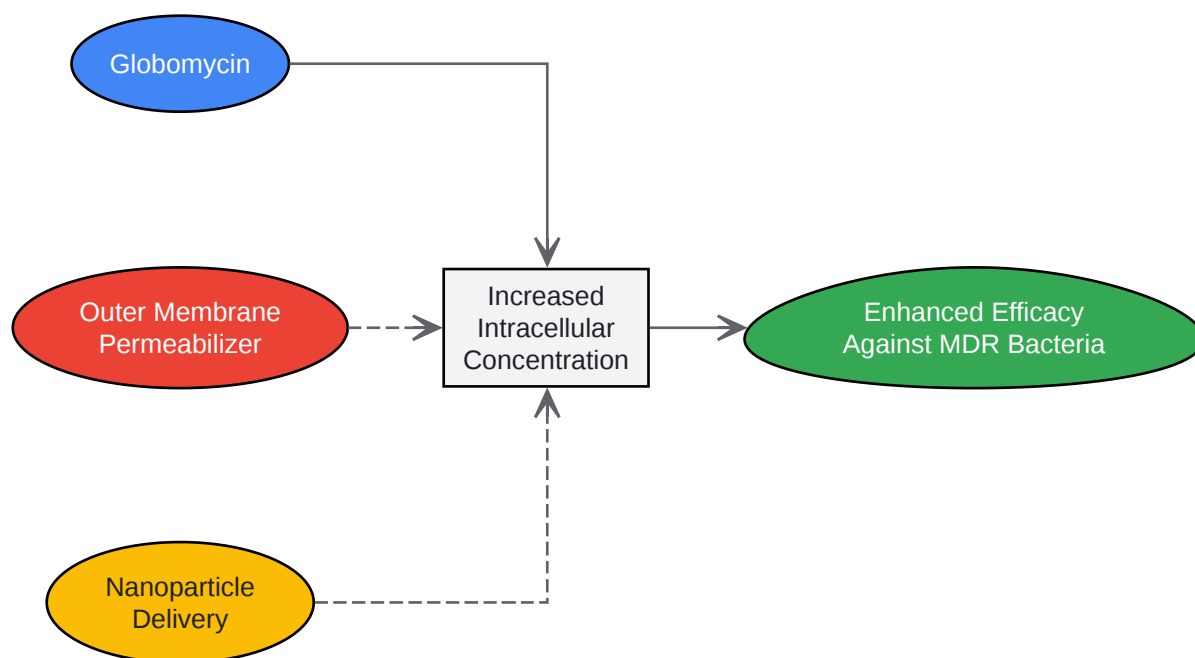 Globomycin
Outer Membrane
Permeabilizer
Increased
Intracellular
Concentration
Enhanced Efficacy
Against MDR Bacteria
Nanoparticle
Delivery